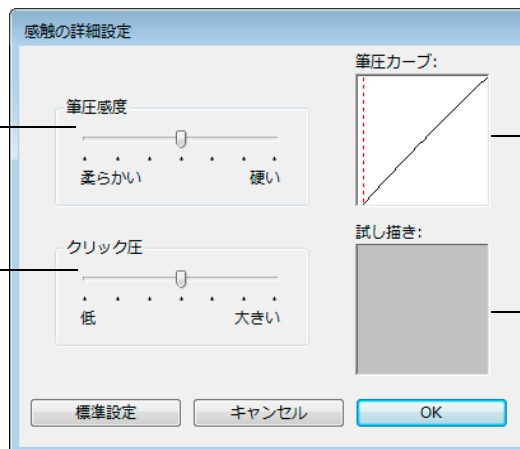 感触の詳細設定
筆圧感度
柔らかい 硬い
クリック圧
低 大きい
筆圧カーブ:
試し描き:
標準設定 キャンセル OK